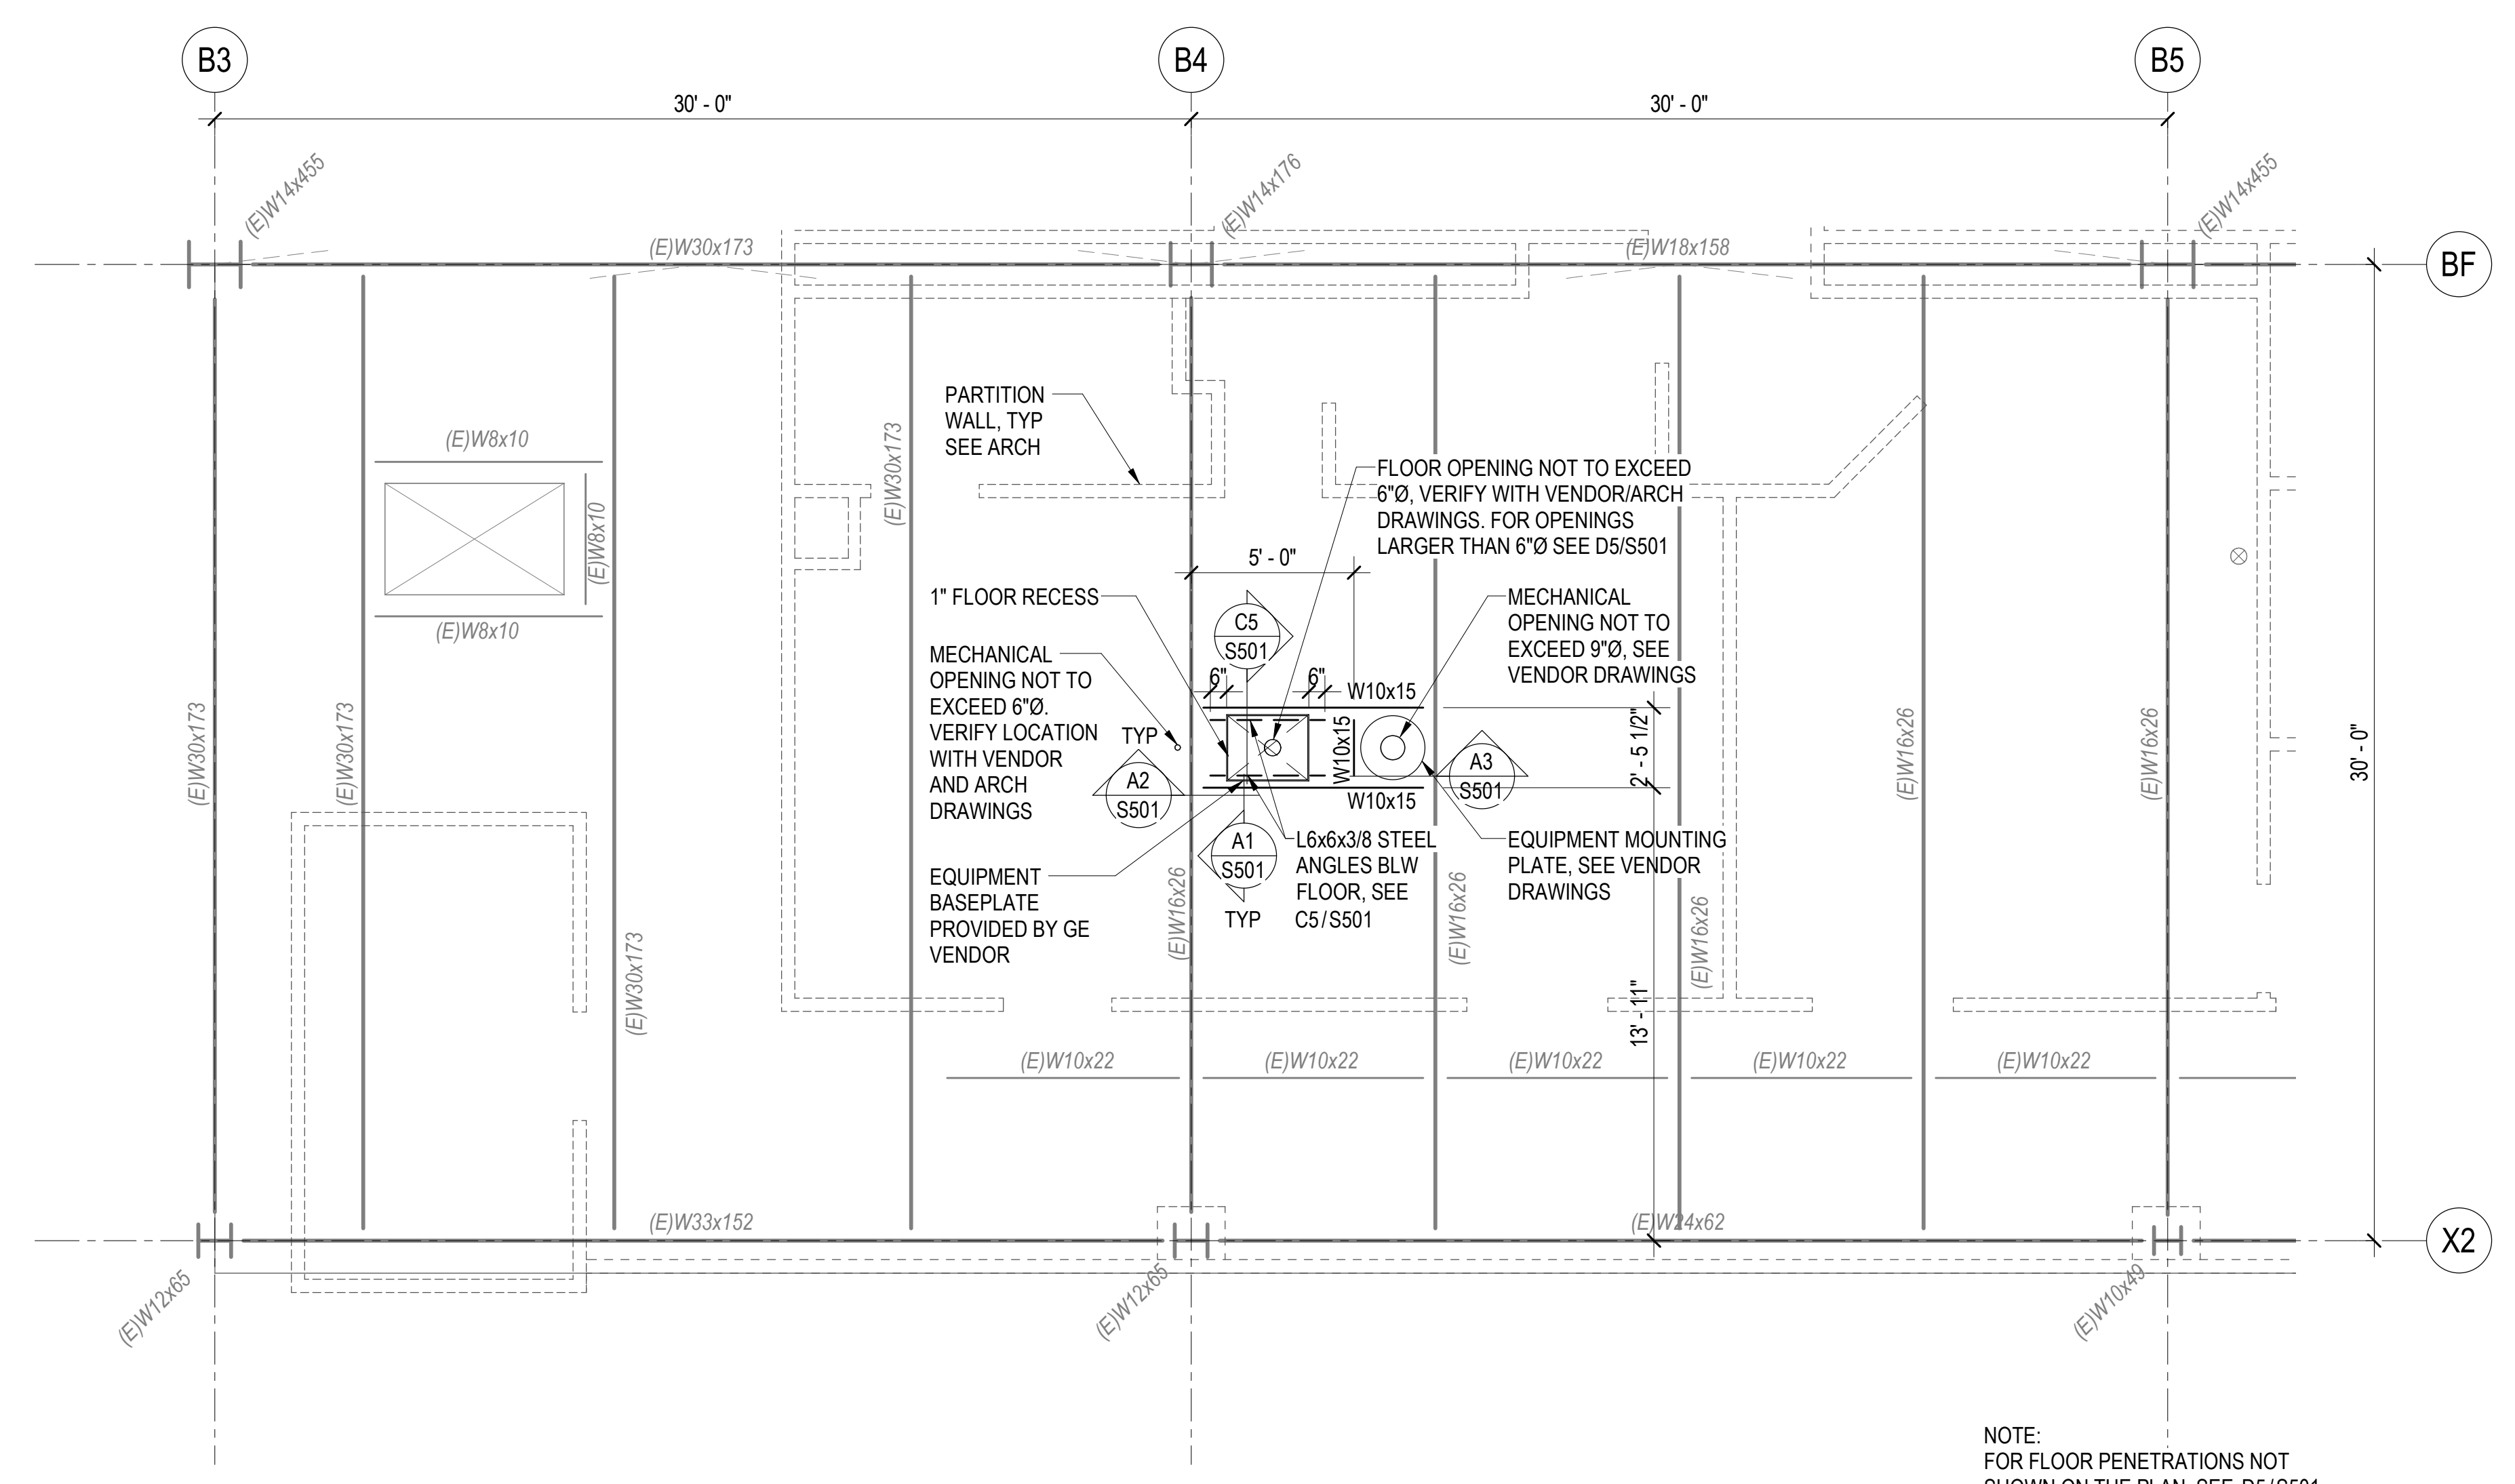 B3
B4
B5
30' - 0"
30' - 0"
(E)W14x455
(E)W14x176
(E)W14x455
(E)W30x173
(E)W18x158
BF
PARTITION
WALL, TYP
SEE ARCH
(E)W8x10
(E)W30x173
FLOOR OPENING NOT TO EXCEED
6"Ø, VERIFY WITH VENDOR/ARCH
DRAWINGS. FOR OPENINGS
LARGER THAN 6"Ø SEE D5/S501
(E)W8x10
5' - 0"
1" FLOOR RECESS
C5
S501
MECHANICAL
OPENING NOT TO
EXCEED 9"Ø, SEE
VENDOR DRAWINGS
(E)W8x10
MECHANICAL
OPENING NOT TO
EXCEED 6"Ø.
VERIFY LOCATION
WITH VENDOR
AND ARCH
DRAWINGS
6"
6"
W10x15
W10x15
W10x15
TYP
A2
S501
A3
S501
2' - 5 1/2"
(E)W30x173
(E)W30x173
(E)W16x26
(E)W16x26
30' - 0"
A1
S501
TYP
L6x6x3/8 STEEL
ANGLES BLW
FLOOR, SEE
C5/S501
EQUIPMENT MOUNTING
PLATE, SEE VENDOR
DRAWINGS
EQUIPMENT
BASEPLATE
PROVIDED BY GE
VENDOR
(E)W30x173
(E)W16x26
(E)W16x26
(E)W16x26
13' - 11"
(E)W10x22
(E)W10x22
(E)W10x22
(E)W10x22
(E)W10x22
(E)W33x152
(E)W24x62
X2
(E)W12x65
(E)W12x65
(E)W10x49
NOTE:
FOR FLOOR PENETRATIONS NOT
SHOWN ON THE PLAN, SEE D5/S501